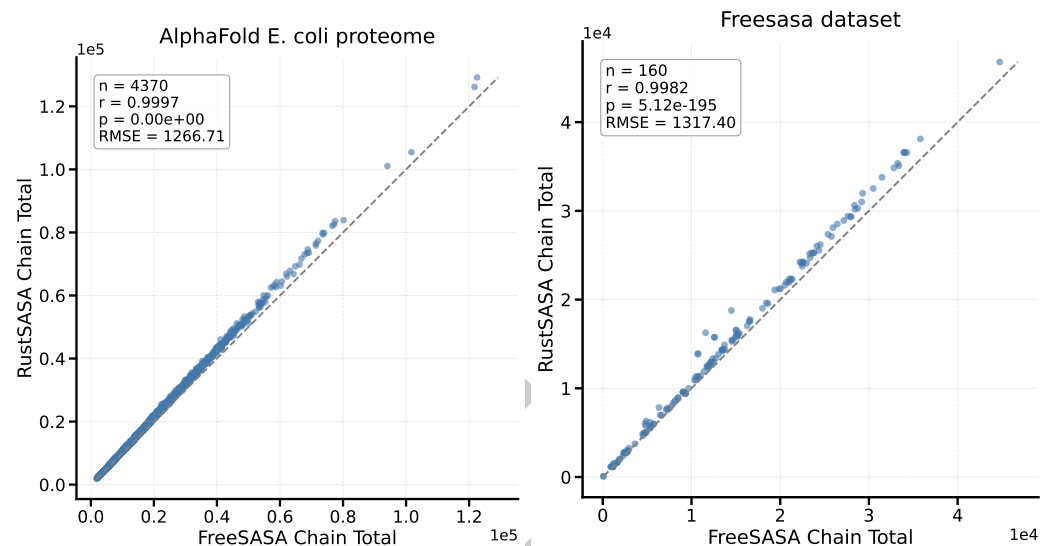 AlphaFold E. coli proteome
1e5
n = 4370
r = 0.9997
p = 0.00e+00
RMSE = 1266.71
RustSASA Chain Total
1.2
1.0
0.8
0.6
0.4
0.2
0.0
0.0 0.2 0.4 0.6 0.8 1.0 1.2
FreeSASA Chain Total
1e5
Freesasa dataset
1e4
n = 160
r = 0.9982
p = 5.12e-195
RMSE = 1317.40
RustSASA Chain Total
4
3
2
1
0
0 1 2 3 4
FreeSASA Chain Total
1e4